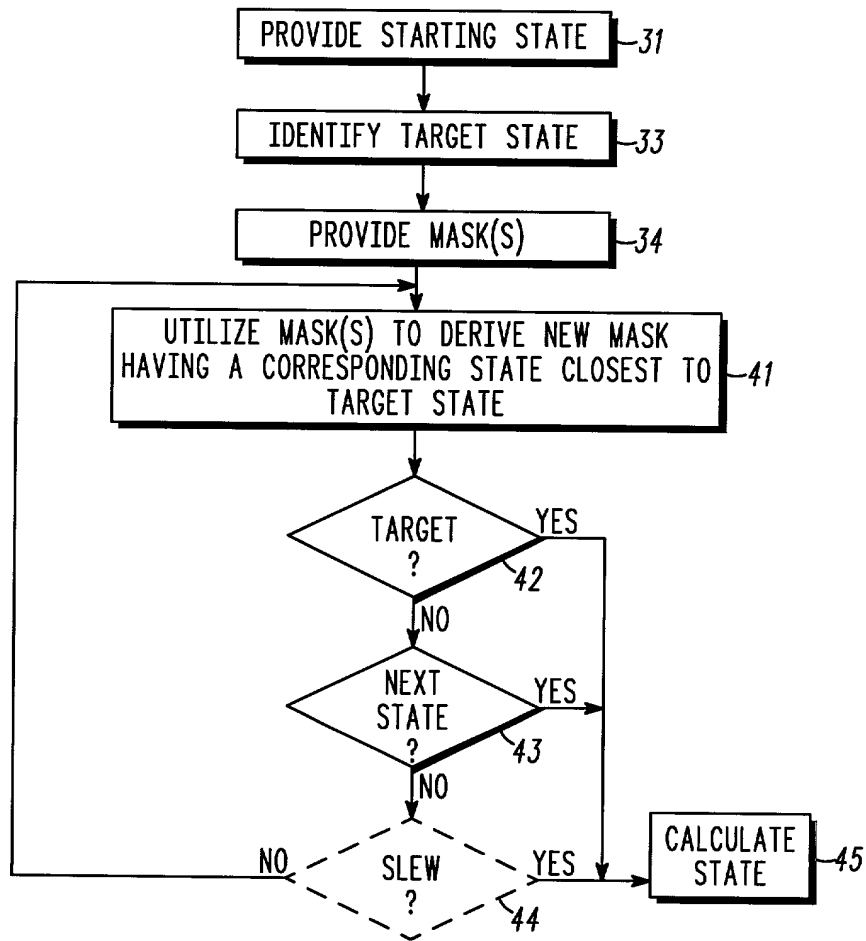 PROVIDE STARTING STATE
31
IDENTIFY TARGET STATE
33
PROVIDE MASK(S)
34
UTILIZE MASK(S) TO DERIVE NEW MASK
HAVING A CORRESPONDING STATE CLOSEST TO
TARGET STATE
41
TARGET
?
YES
42
NO
NEXT
STATE
?
YES
43
NO
SLEW
?
NO
YES
44
CALCULATE
STATE
45